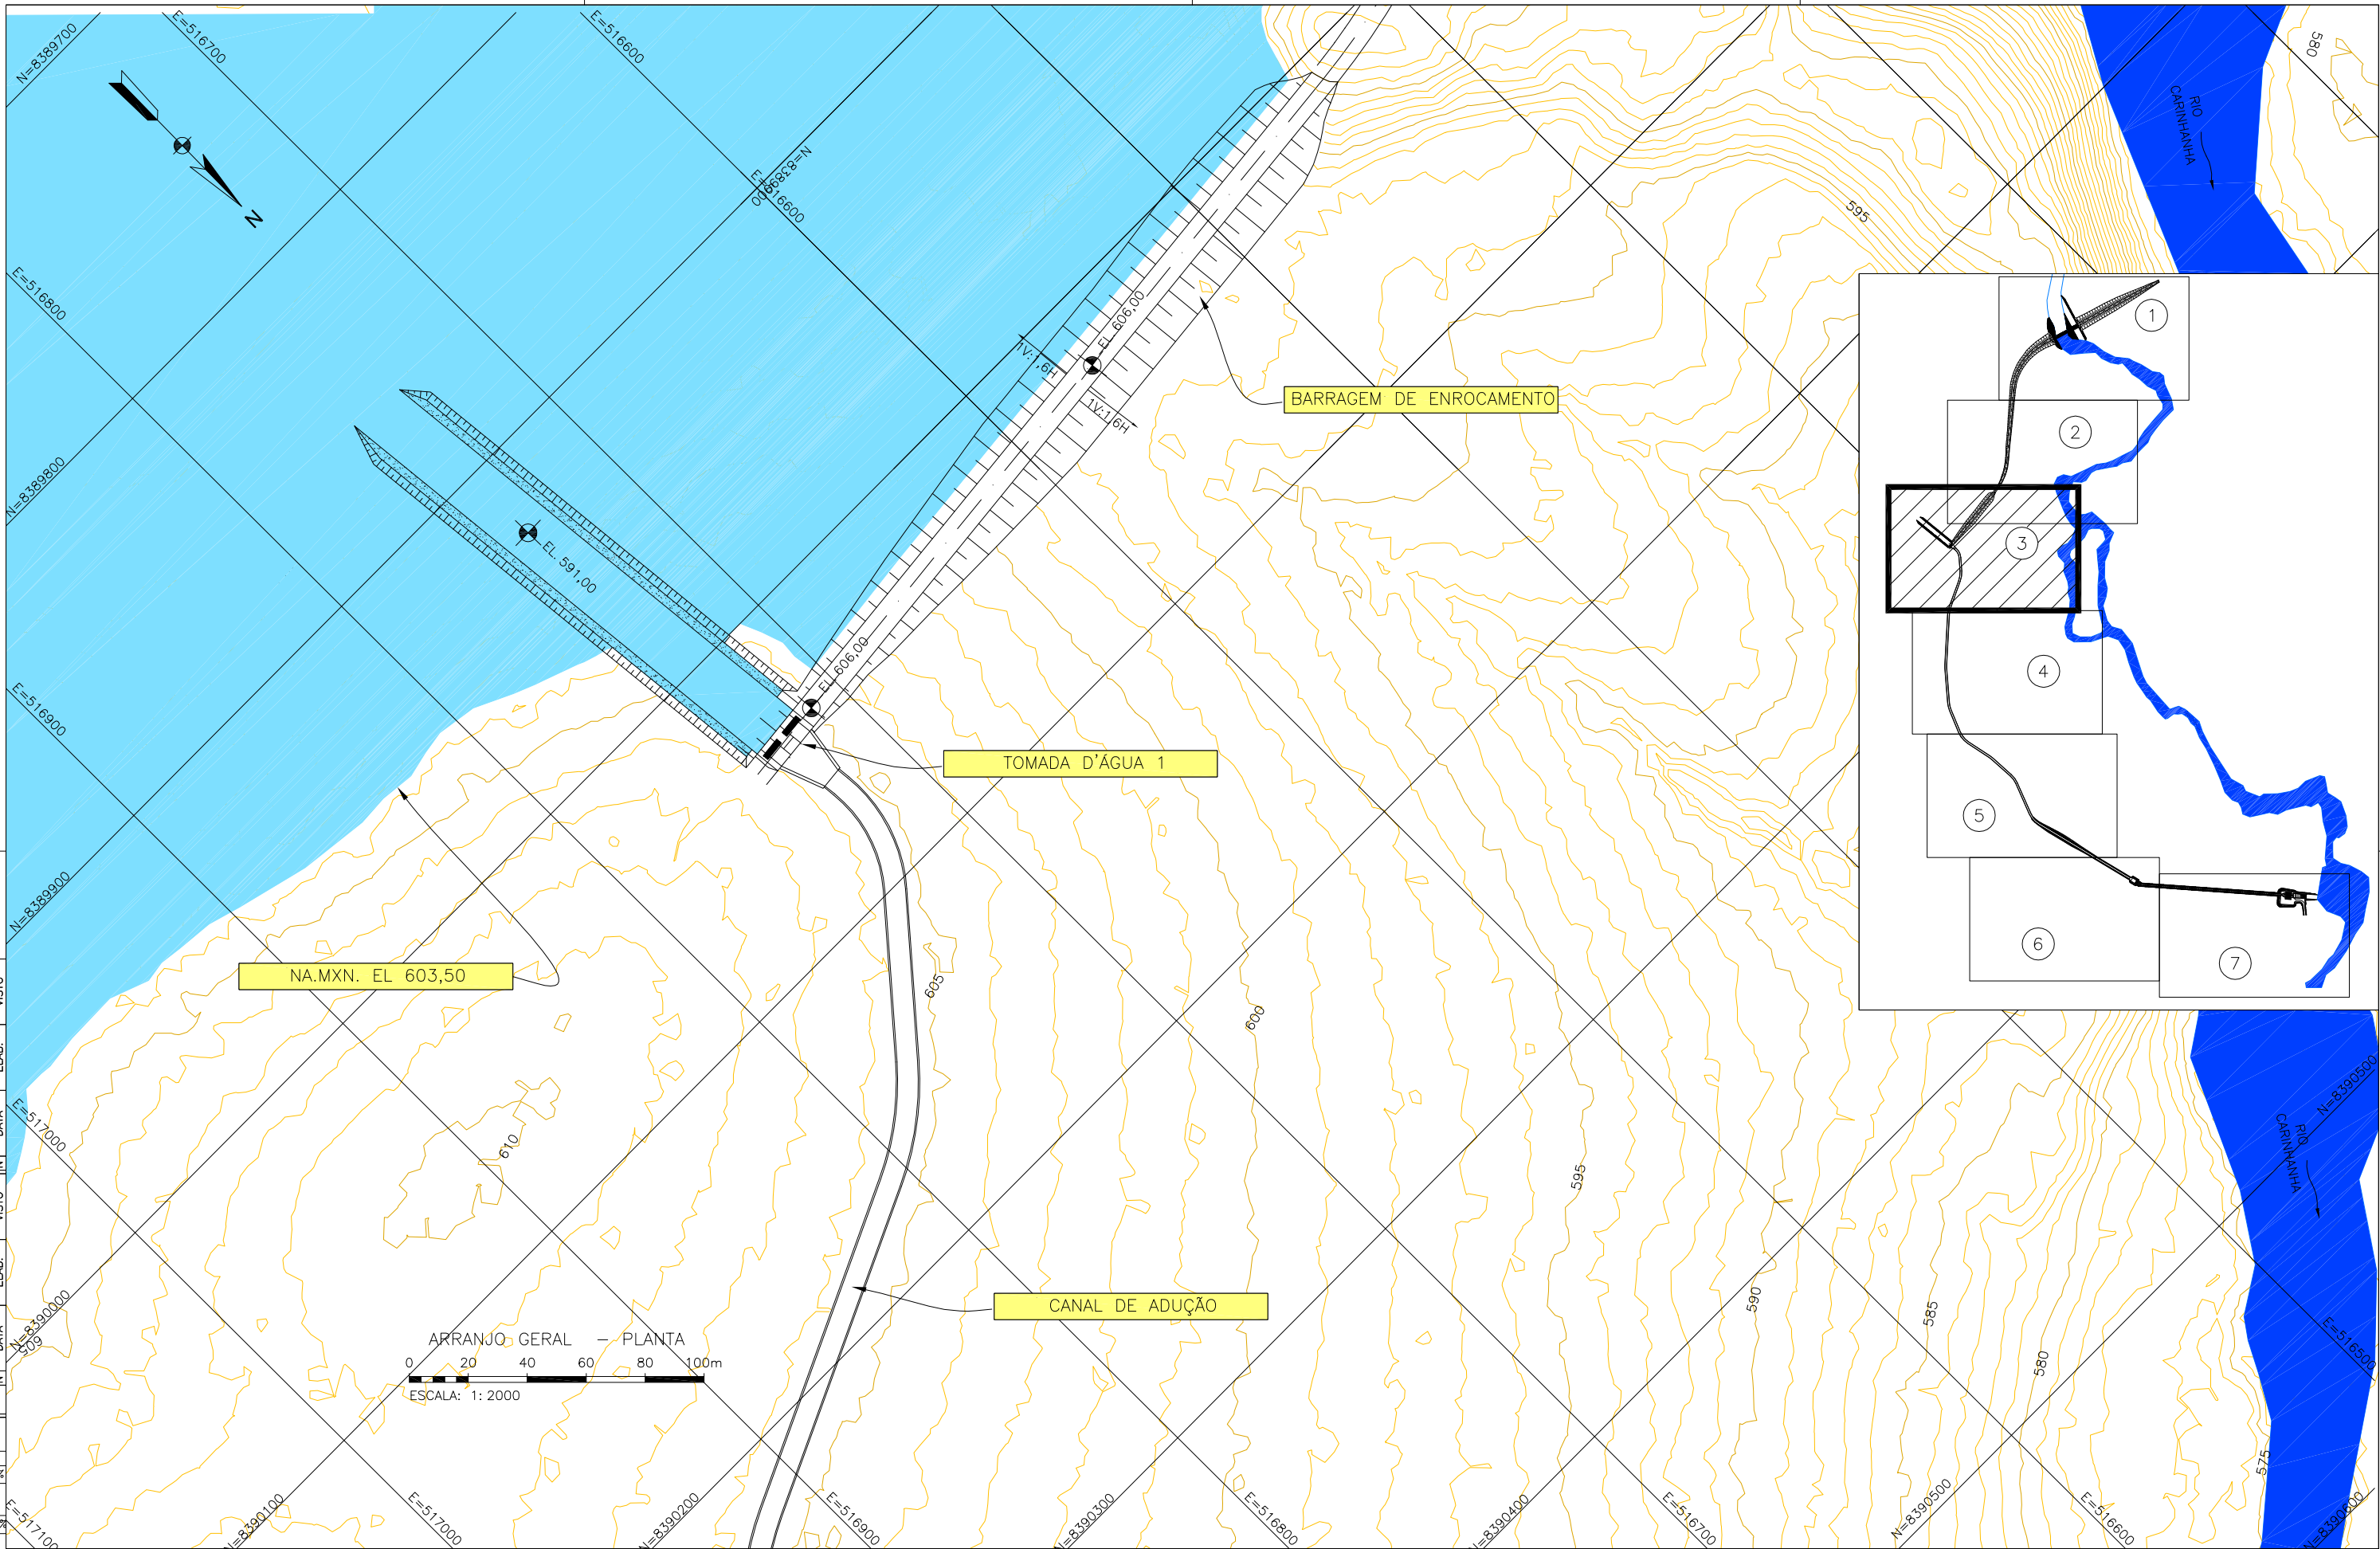 N=8389700
E=516700
E=516600
580
RIO
CARINHANHA
N
E=516600
595
E=516800
EL 606,00
1V:1,6H
1V:1,6H
BARRAGEM DE ENROCAMENTO
1
2
3
4
5
6
7
N=8389800
EL. 591,00
EL 606,00
E=516900
TOMADA D'ÁGUA 1
N=8389900
NA.MXN. EL 603,50
605
600
E=517000
610
595
N=8390500
RIO
CARINHANHA
CANAL DE ADUÇÃO
590
585
580
575
N=8390000
605
E=516500
ARRANJO GERAL – PLANTA
0 20 40 60 80 100m
ESCALA: 1:2000
E=517100
N=8390100
E=517000
N=8390200
E=516900
N=8390300
E=516800
N=8390400
E=516700
N=8390500
E=516600
N=8390600